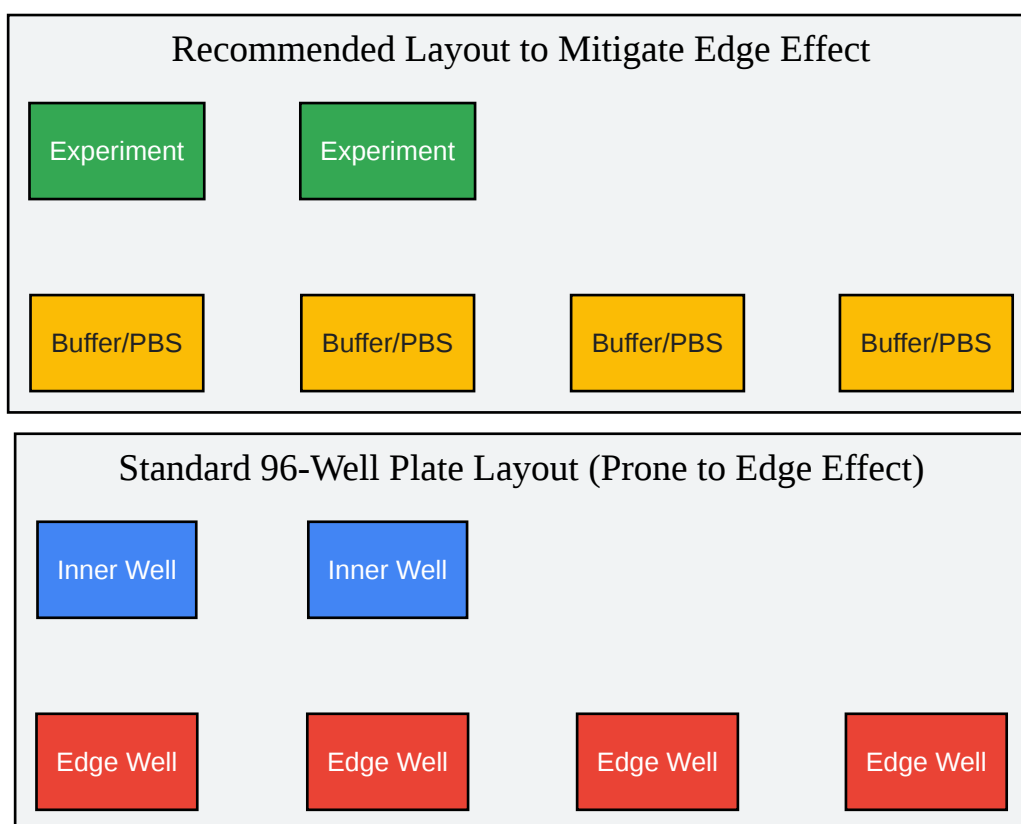 Recommended Layout to Mitigate Edge Effect
Experiment Experiment
Buffer/PBS Buffer/PBS Buffer/PBS Buffer/PBS
Standard 96-Well Plate Layout (Prone to Edge Effect)
Inner Well Inner Well
Edge Well Edge Well Edge Well Edge Well